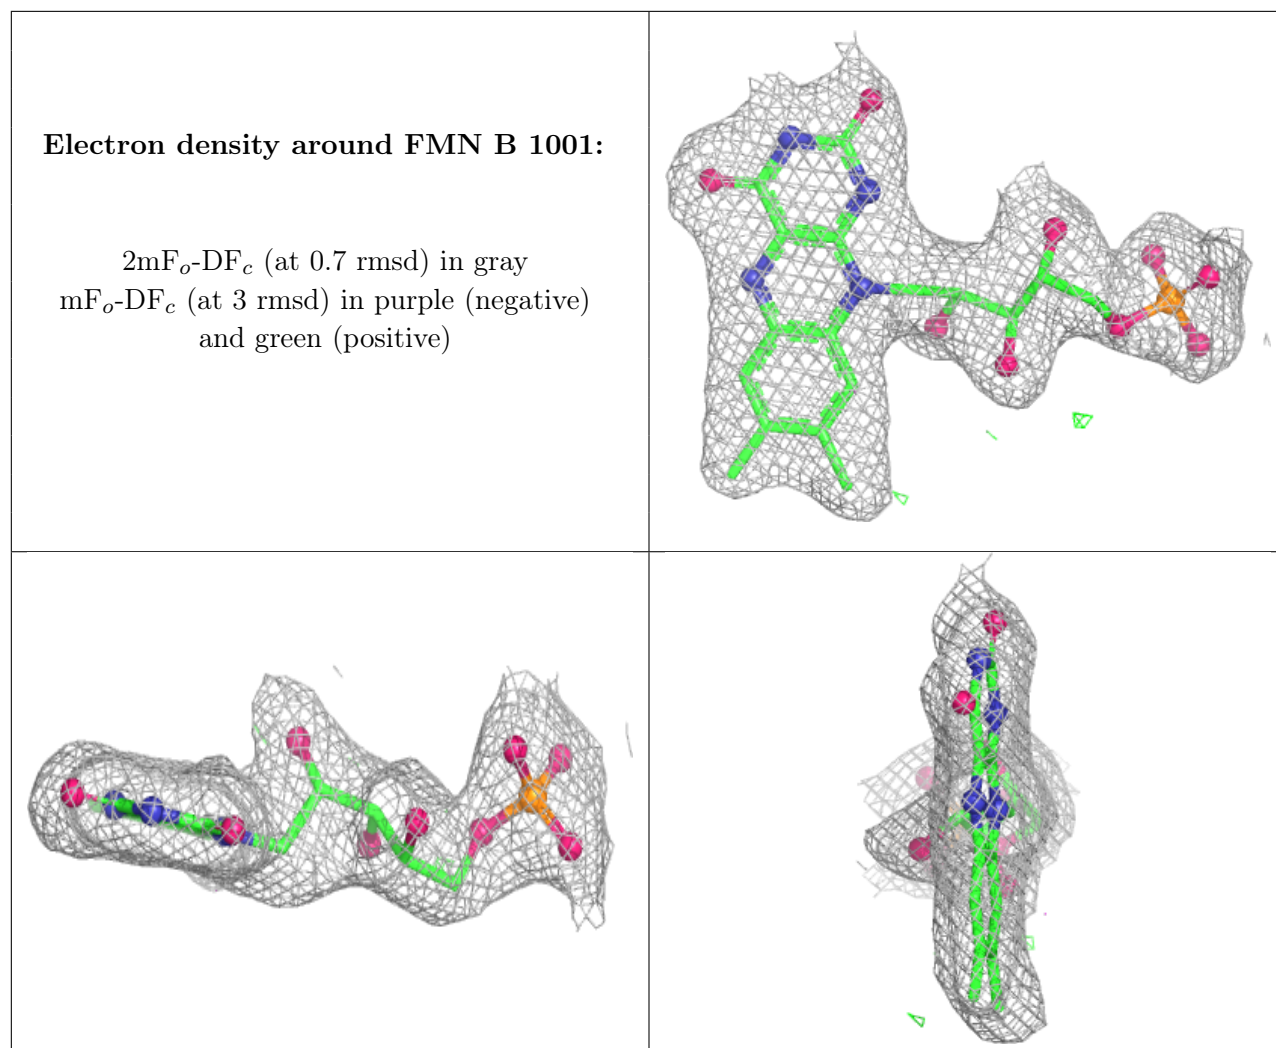 Electron density around FMN B 1001:
2mFo-DFc (at 0.7 rmsd) in gray
mFo-DFc (at 3 rmsd) in purple (negative)
and green (positive)